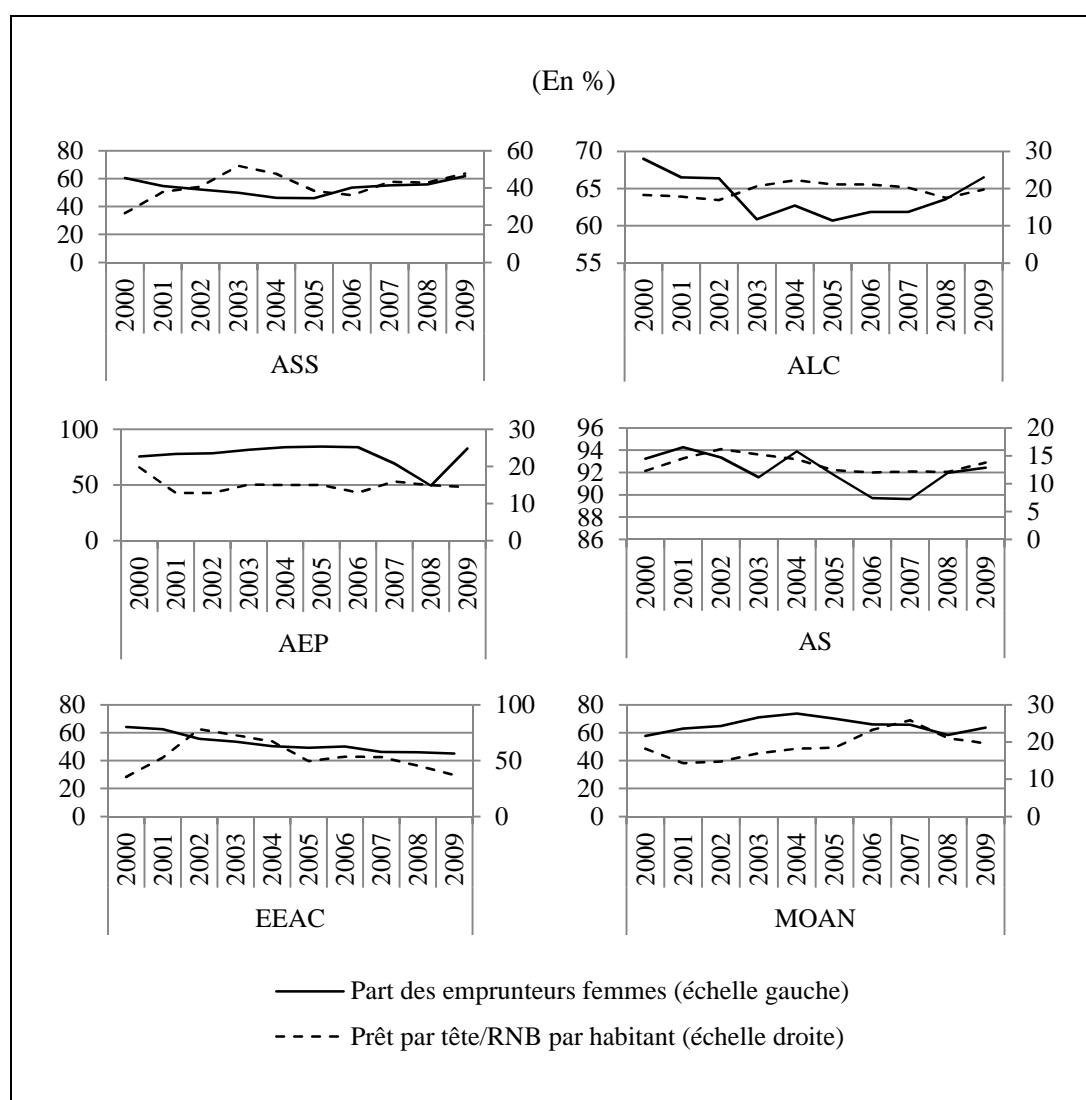 (En %)
80 60 40 20 0
60 40 20 0
2000 2001 2002 2003 2004 2005 2006 2007 2008 2009
ASS
70 65 60 55
30 20 10 0
2000 2001 2002 2003 2004 2005 2006 2007 2008 2009
ALC
100 50 0
30 20 10 0
2000 2001 2002 2003 2004 2005 2006 2007 2008 2009
AEP
96 94 92 90 88 86
20 15 10 5 0
2000 2001 2002 2003 2004 2005 2006 2007 2008 2009
AS
80 60 40 20 0
100 50 0
2000 2001 2002 2003 2004 2005 2006 2007 2008 2009
EEAC
80 60 40 20 0
30 20 10 0
2000 2001 2002 2003 2004 2005 2006 2007 2008 2009
MOAN
Part des emprunteurs femmes (échelle gauche)
Prêt par tête/RNB par habitant (échelle droite)